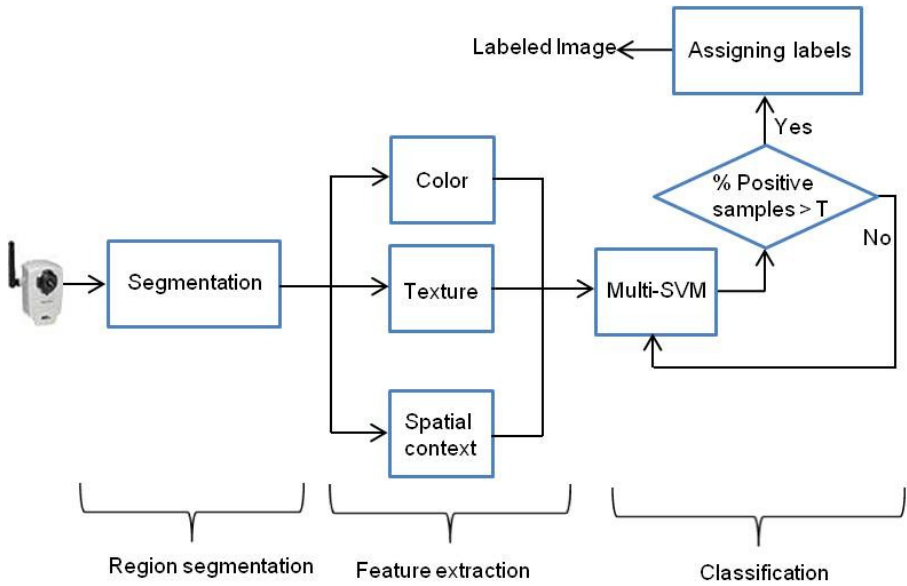 Labeled Image
Assigning labels
Yes
Color
% Positive
samples > T
No
Segmentation
Texture
Multi-SVM
Spatial
context
Region segmentation
Feature extraction
Classification